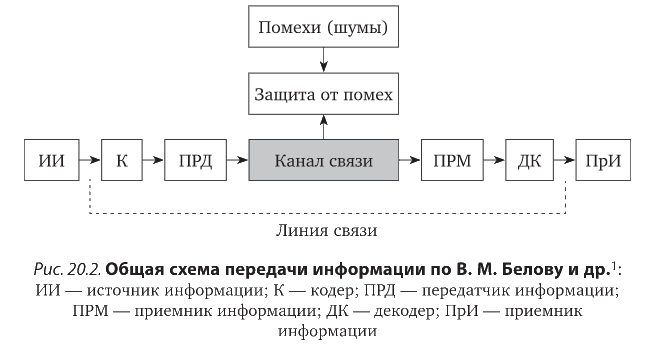 Помехи (шумы)
Защита от помех
ИИ К ПРД Канал связи ПРМ ДК ПрИ
Линия связи
Рис. 20.2. Общая схема передачи информации по В. М. Белову и др.¹:
ИИ — источник информации; К — кодер; ПРД — передатчик информации;
ПРМ — приемник информации; ДК — декодер; ПрИ — приемник
информации